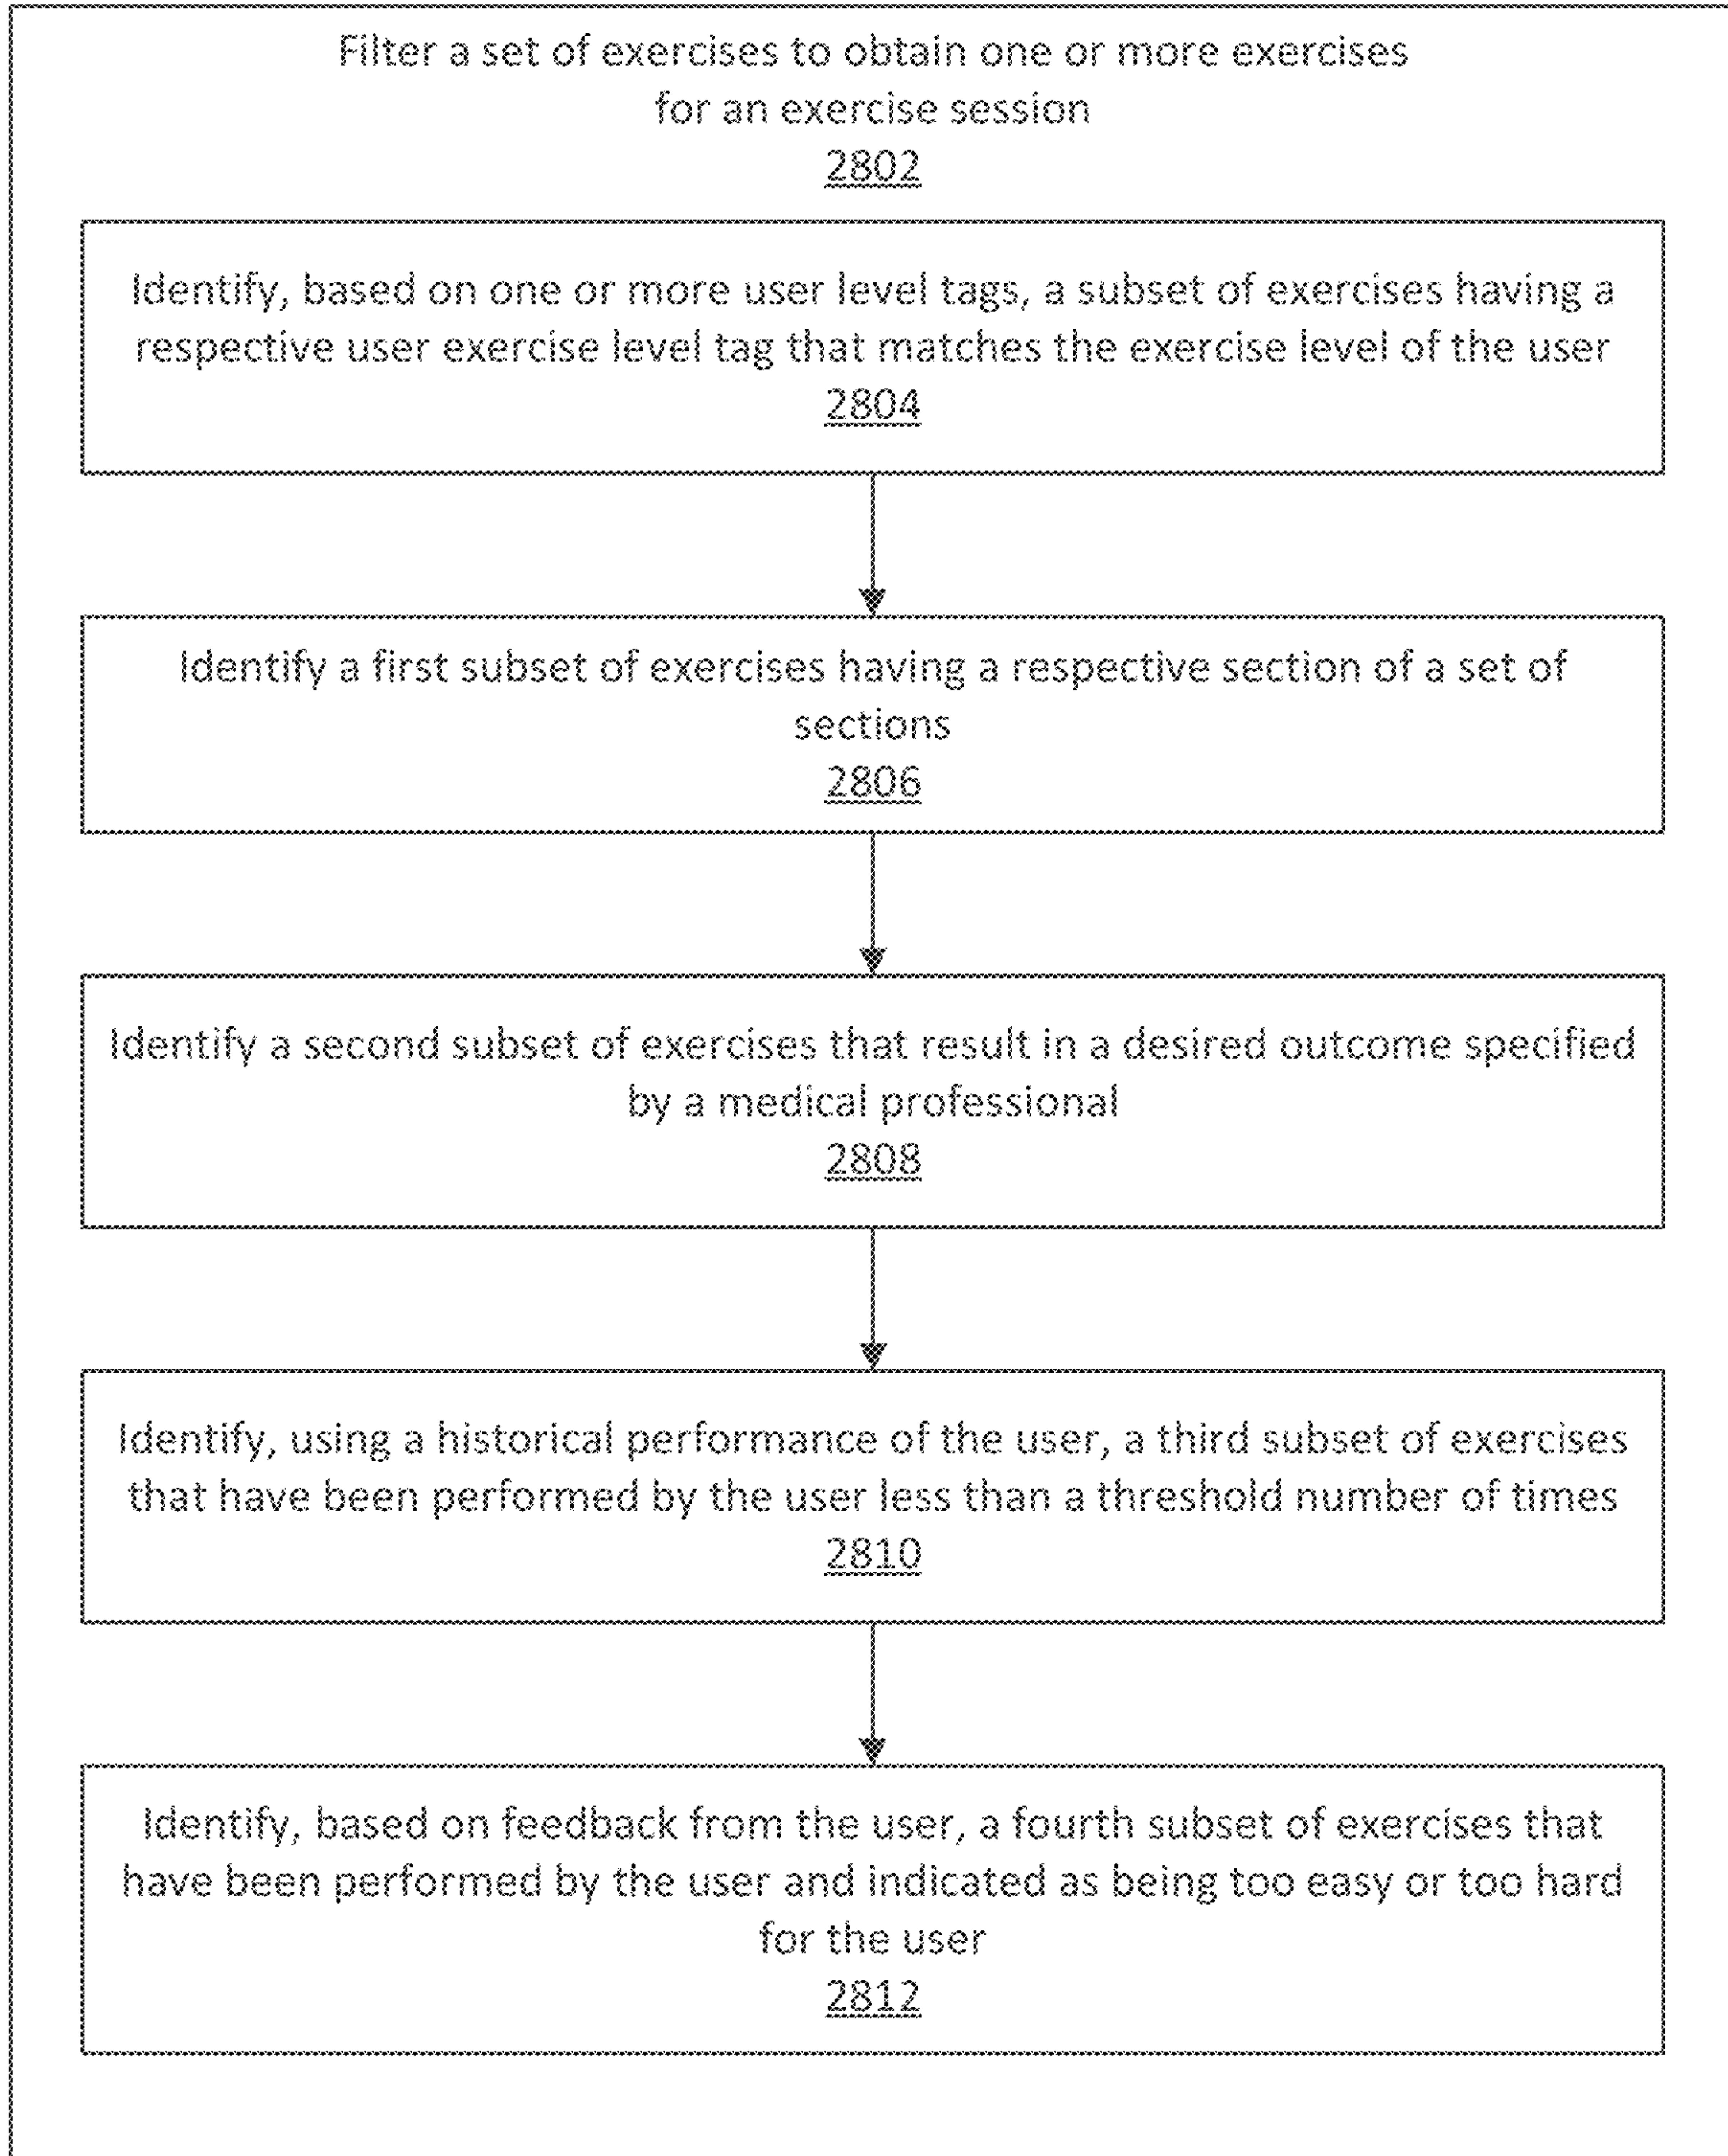 Filter a set of exercises to obtain one or more exercises
for an exercise session
2802
Identify, based on one or more user level tags, a subset of exercises having a
respective user exercise level tag that matches the exercise level of the user
2804
Identify a first subset of exercises having a respective section of a set of
sections
2806
Identify a second subset of exercises that result in a desired outcome specified
by a medical professional
2808
Identify, using a historical performance of the user, a third subset of exercises
that have been performed by the user less than a threshold number of times
2810
Identify, based on feedback from the user, a fourth subset of exercises that
have been performed by the user and indicated as being too easy or too hard
for the user
2812